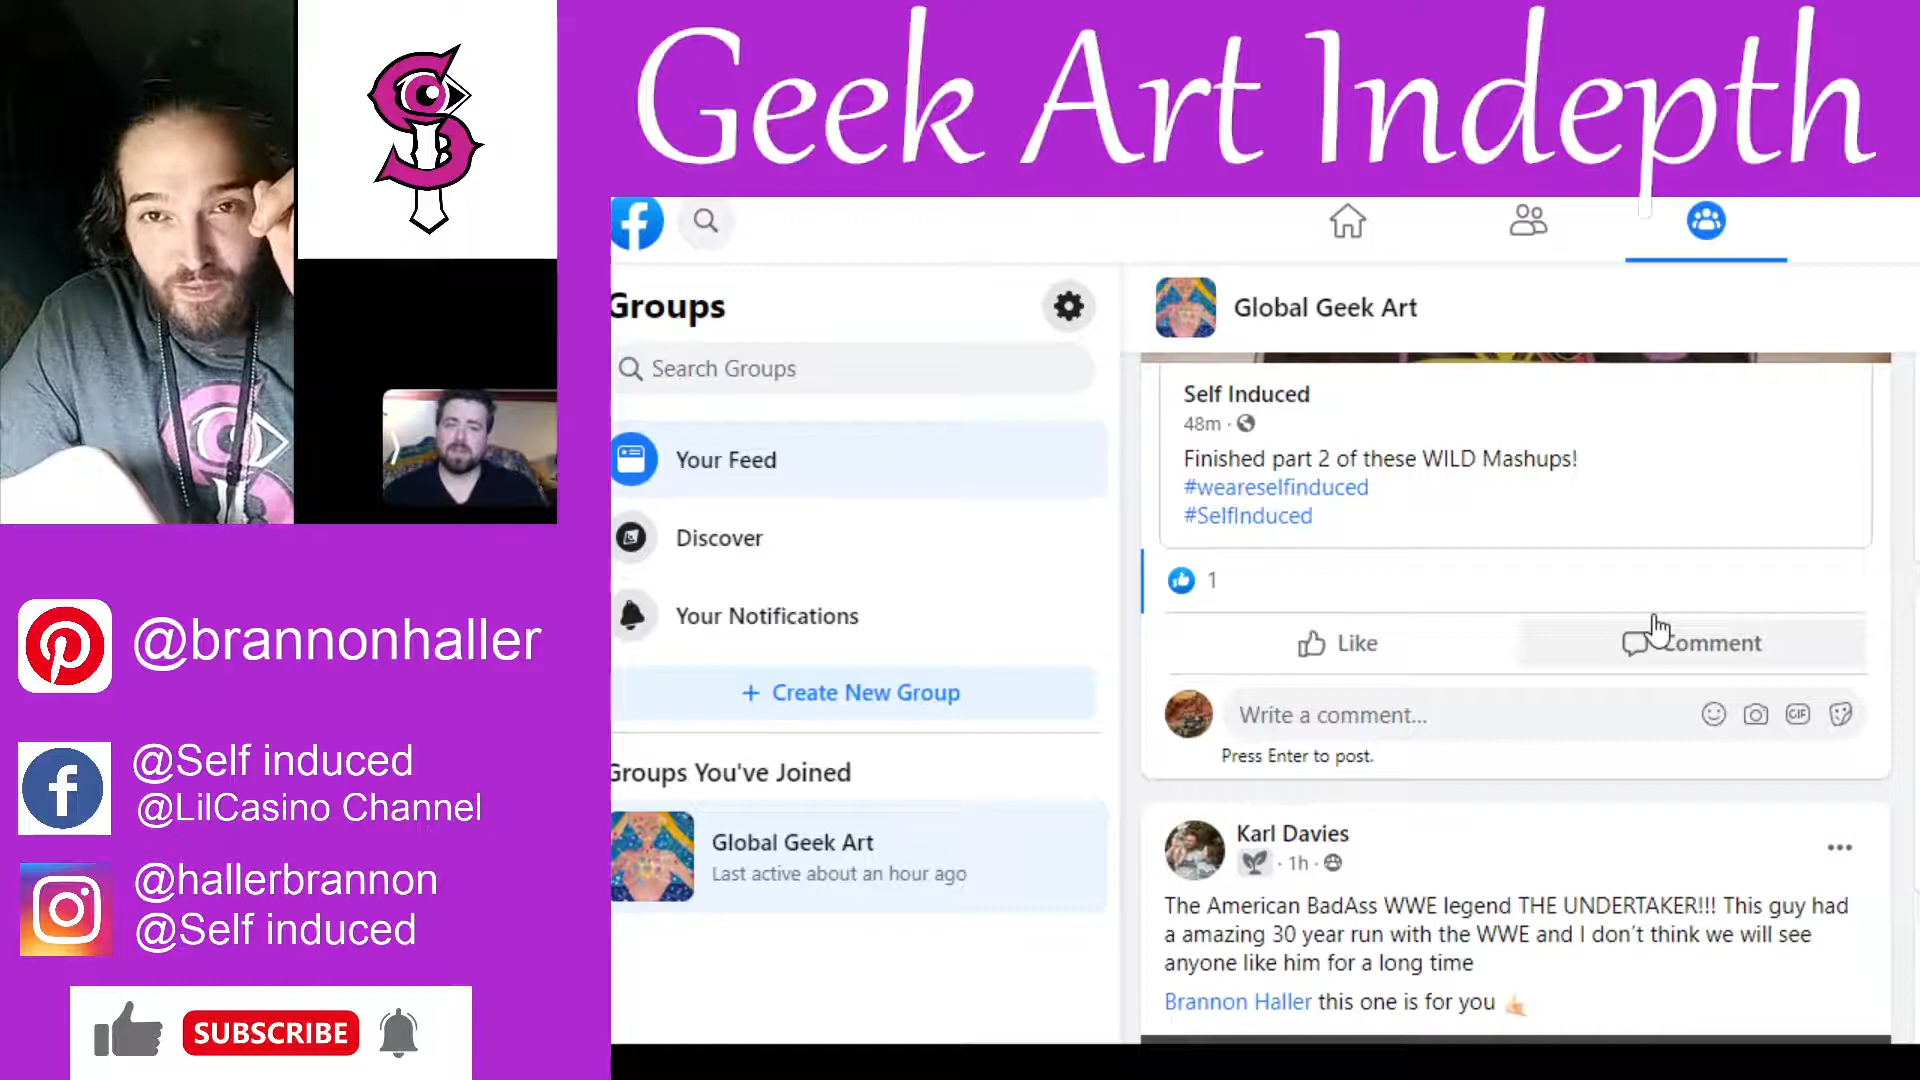 Geek Art Indepth
Groups
Search Groups
Your Feed
Discover
Your Notifications
+ Create New Group
Groups You've Joined
Global Geek Art
Last active about an hour ago
Global Geek Art
Self Induced
48m ·
Finished part 2 of these WILD Mashups!
#weareselfinduced
#SelfInduced
1
Like
Comment
Write a comment...
GIF
Press Enter to post.
Karl Davies
· 1h ·
The American BadAss WWE legend THE UNDERTAKER!!! This guy had
a amazing 30 year run with the WWE and I don't think we will see
anyone like him for a long time
Brannon Haller this one is for you
@brannonhaller
@Self induced
@LilCasino Channel
@hallerbrannon
@Self induced
SUBSCRIBE